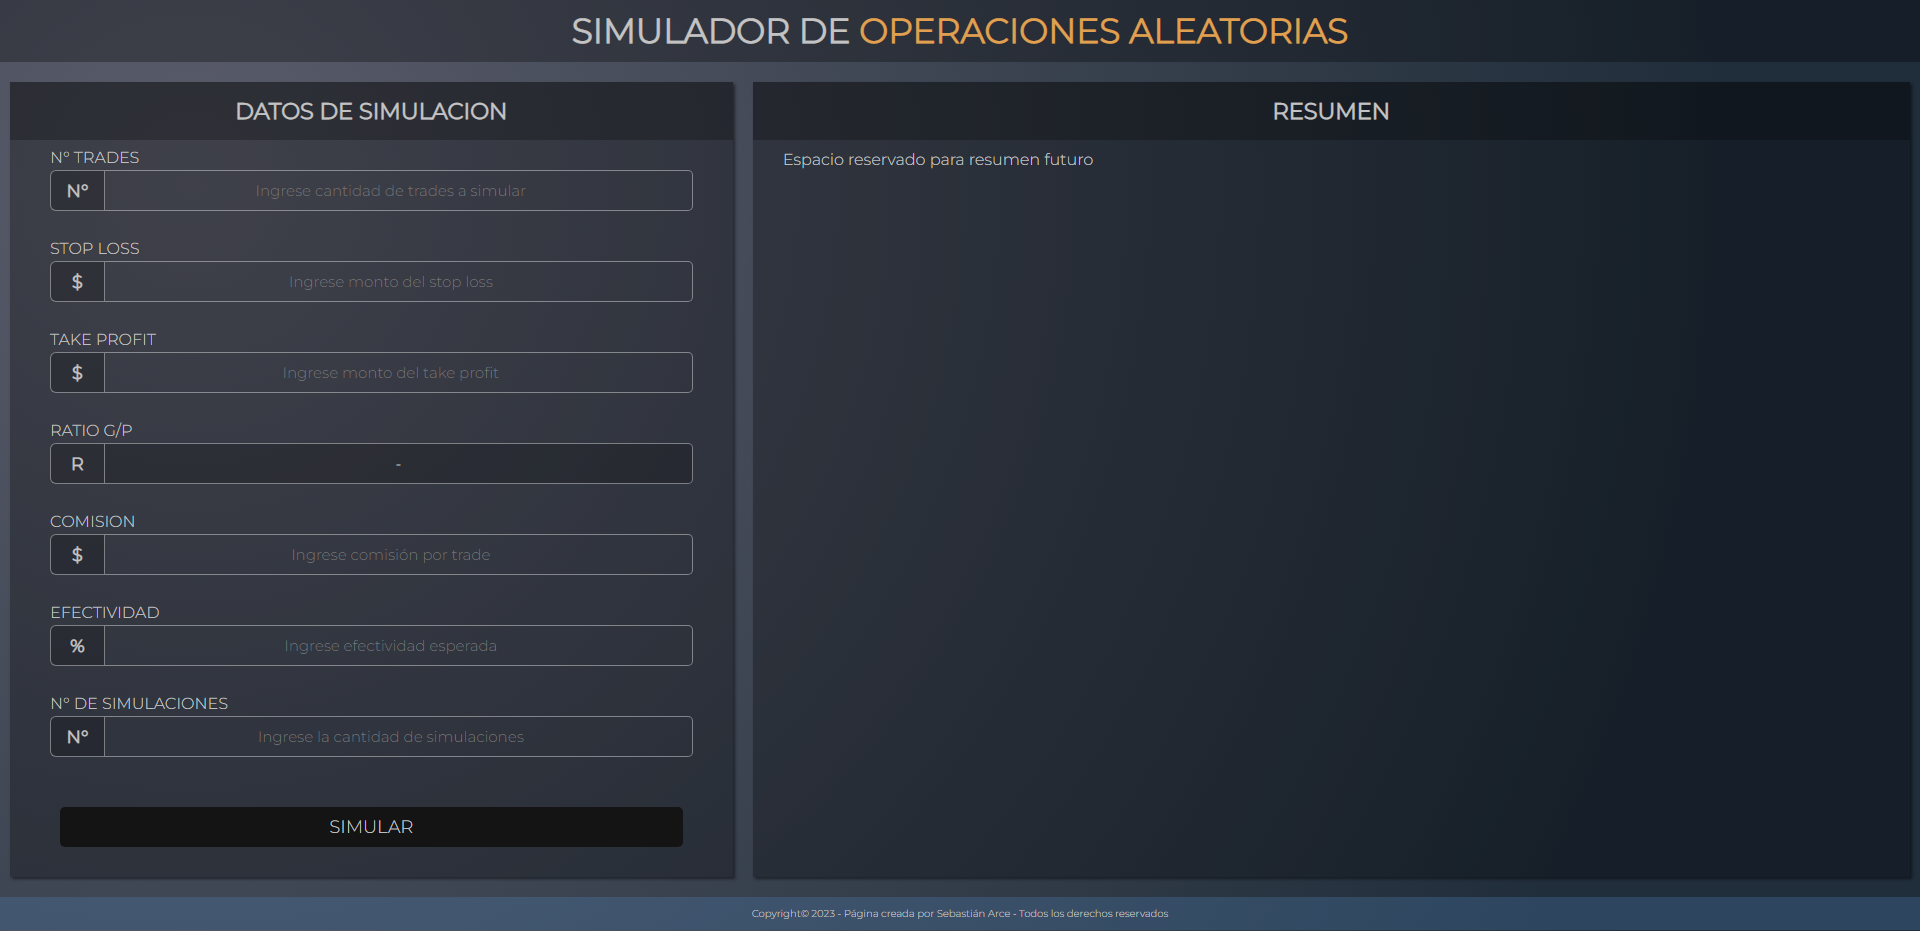 SIMULADOR DE OPERACIONES ALEATORIAS
DATOS DE SIMULACION
N° TRADES
N° Ingrese cantidad de trades a simular
STOP LOSS
$ Ingrese monto del stop loss
TAKE PROFIT
$ Ingrese monto del take profit
RATIO G/P
R -
COMISION
$ Ingrese comisión por trade
EFECTIVIDAD
% Ingrese efectividad esperada
N° DE SIMULACIONES
N° Ingrese la cantidad de simulaciones
SIMULAR
RESUMEN
Espacio reservado para resumen futuro
Copyright© 2023 - Página creada por Sebastián Arce - Todos los derechos reservados